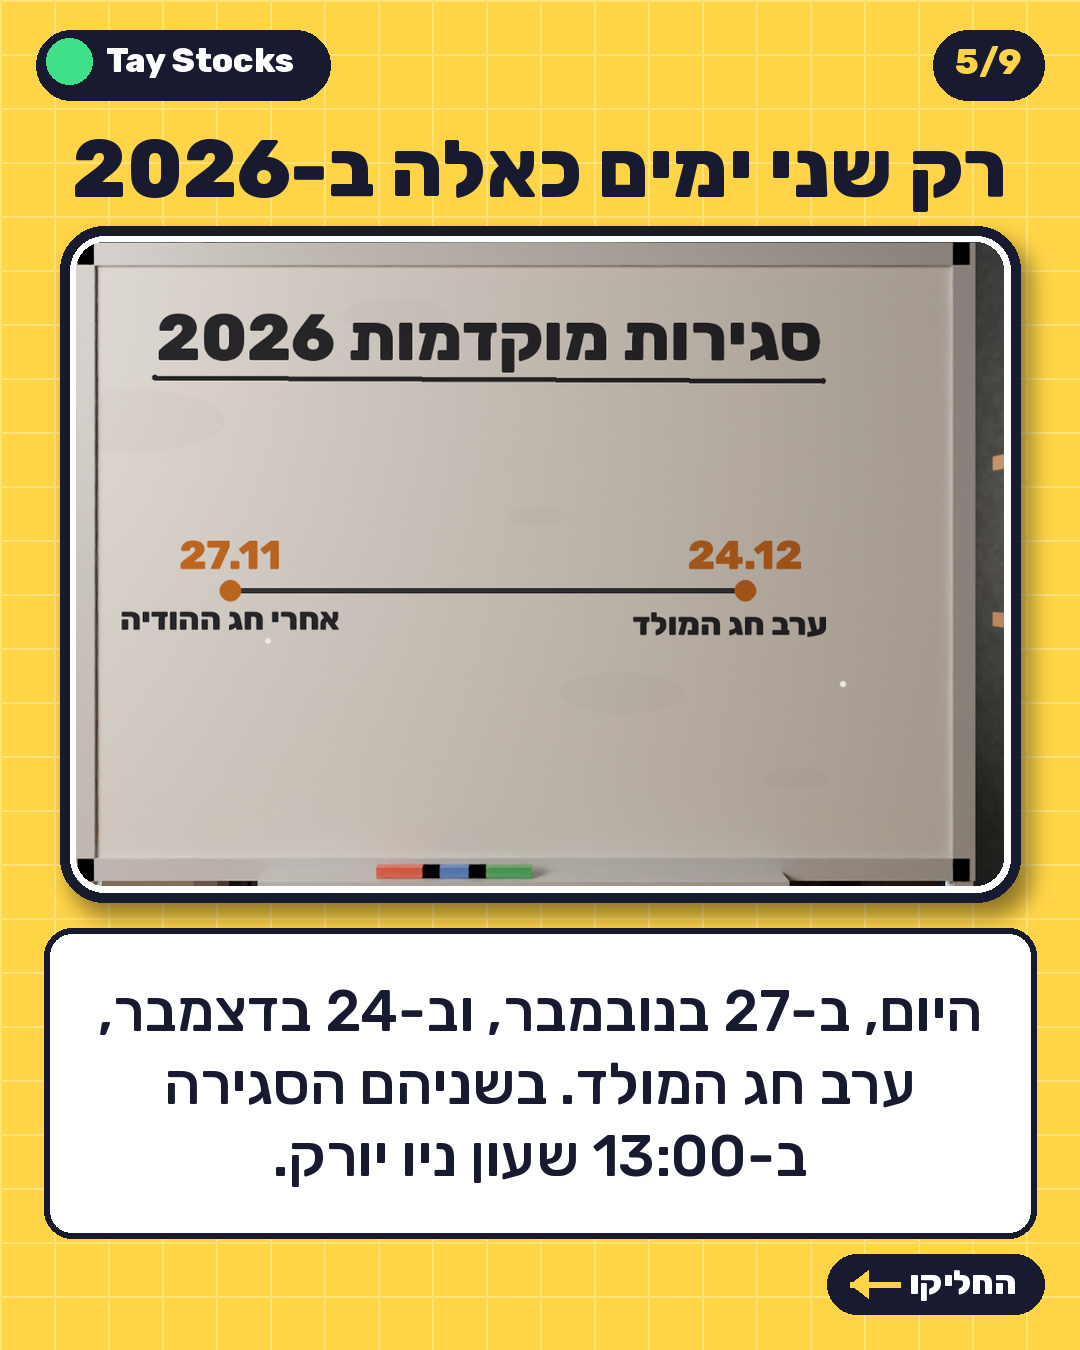 Tay Stocks
5/9
רק שני ימים כאלה ב-2026
סגירות מוקדמות 2026
27.11
24.12
אחרי חג ההודיה
ערב חג המולד
היום, ב-27 בנובמבר, וב-24 בדצמבר,
ערב חג המולד. בשניהם הסגירה
ב-13:00 שעון ניו יורק.
החליקו